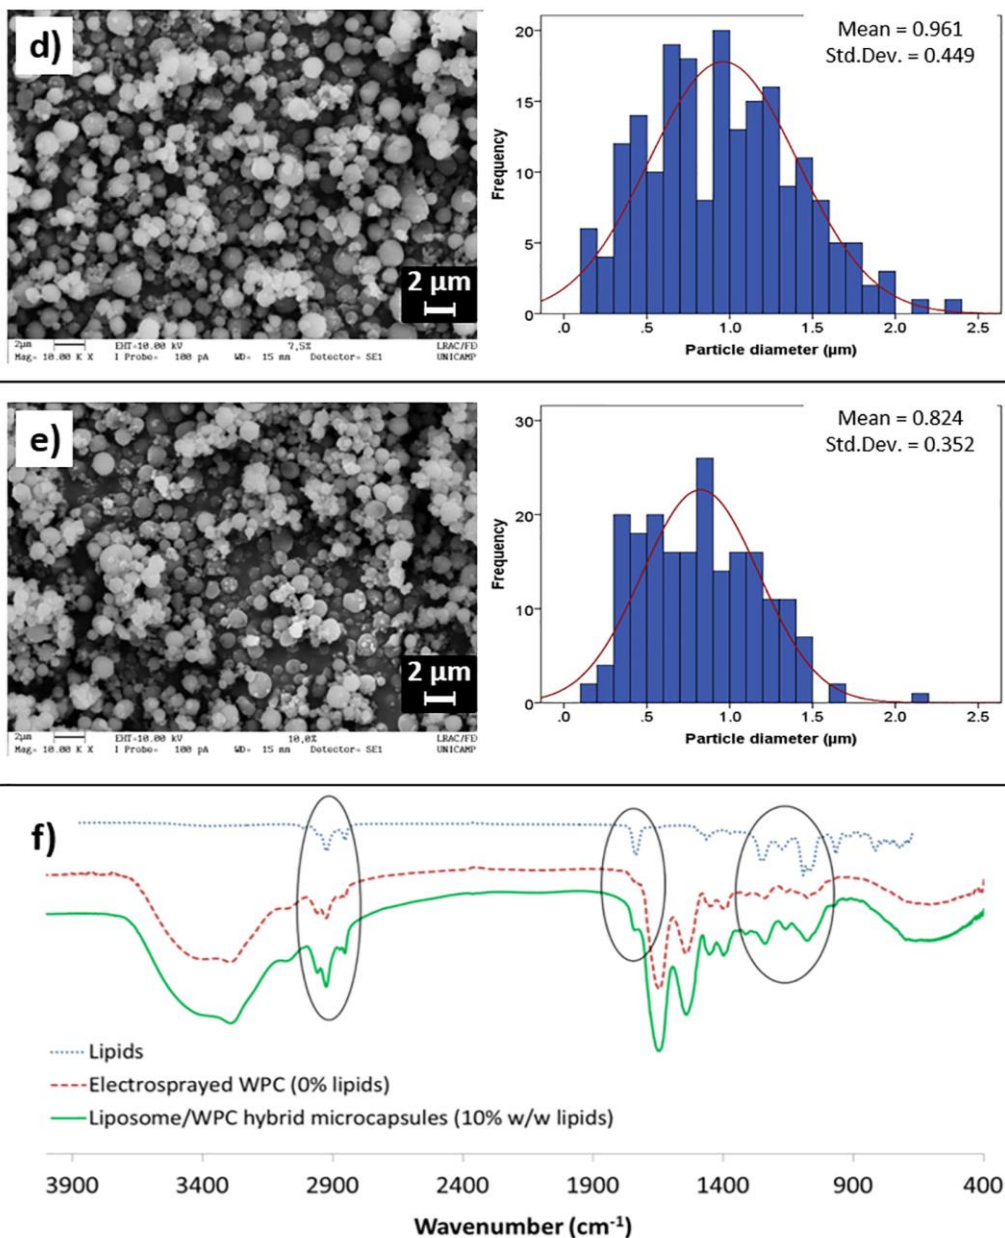 d)
2 µm
2µm
Mag= 10.00 K X
EHT=10.00 kV
I Probe= 100 pA
WD= 15 mm
7,5%
Detector= SE1
LRAC/FE
UNICAMP
Mean = 0.961
Std.Dev. = 0.449
Frequency
20
15
10
5
0
.0 .5 1.0 1.5 2.0 2.5
Particle diameter (µm)
e)
2 µm
2µm
Mag= 10.00 K X
EHT=10.00 kV
I Probe= 100 pA
WD= 15 mm
10,0%
Detector= SE1
LRAC/FE
UNICAMP
Mean = 0.824
Std.Dev. = 0.352
Frequency
30
20
10
0
.0 .5 1.0 1.5 2.0 2.5
Particle diameter (µm)
f)
Lipids
Electrosprayed WPC (0% lipids)
Liposome/WPC hybrid microcapsules (10% w/w lipids)
3900 3400 2900 2400 1900 1400 900 400
Wavenumber (cm⁻¹)